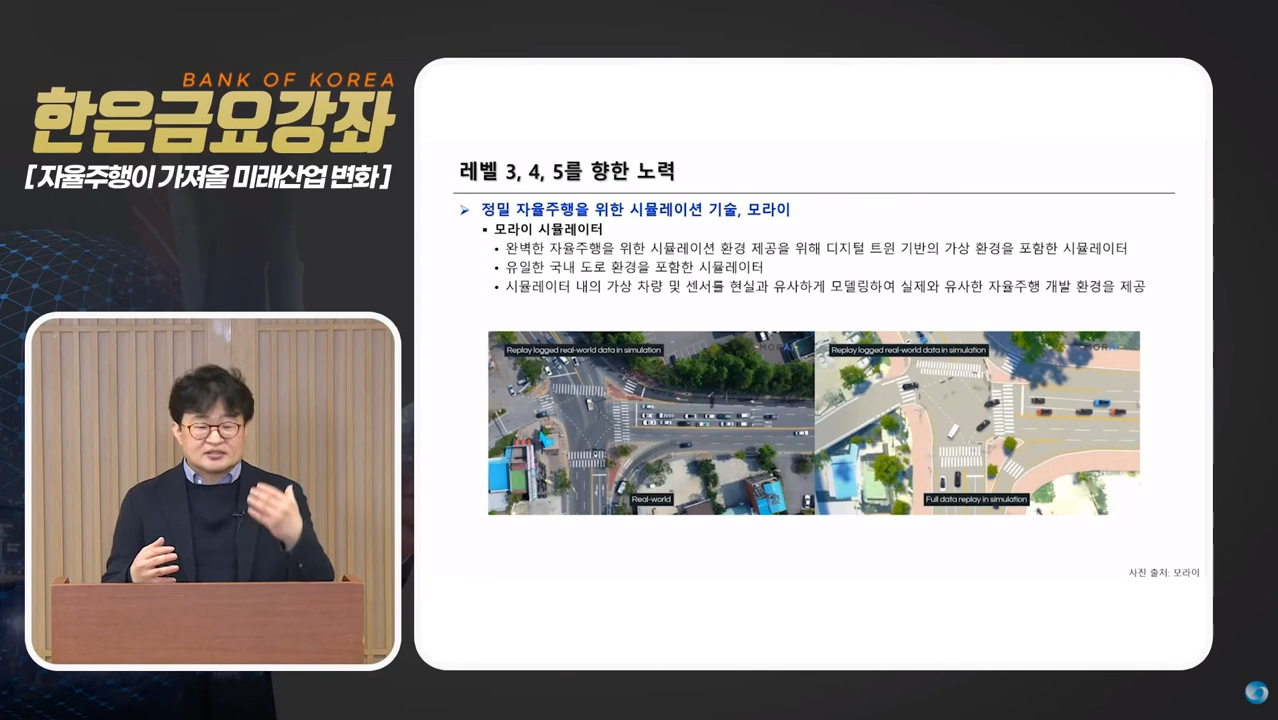 BANK OF KOREA
한은금요강좌
[ 자율주행이 가져올 미래산업 변화 ]
레벨 3, 4, 5를 향한 노력
➢ 정밀 자율주행을 위한 시뮬레이션 기술, 모라이
▪ 모라이 시뮬레이터
• 완벽한 자율주행을 위한 시뮬레이션 환경 제공을 위해 디지털 트윈 기반의 가상 환경을 포함한 시뮬레이터
• 유일한 국내 도로 환경을 포함한 시뮬레이터
• 시뮬레이터 내의 가상 차량 및 센서를 현실과 유사하게 모델링하여 실제와 유사한 자율주행 개발 환경을 제공
Replay logged real-world data in simulation
Replay logged real-world data in simulation
Real-world
Full data replay in simulation
사진 출처: 모라이